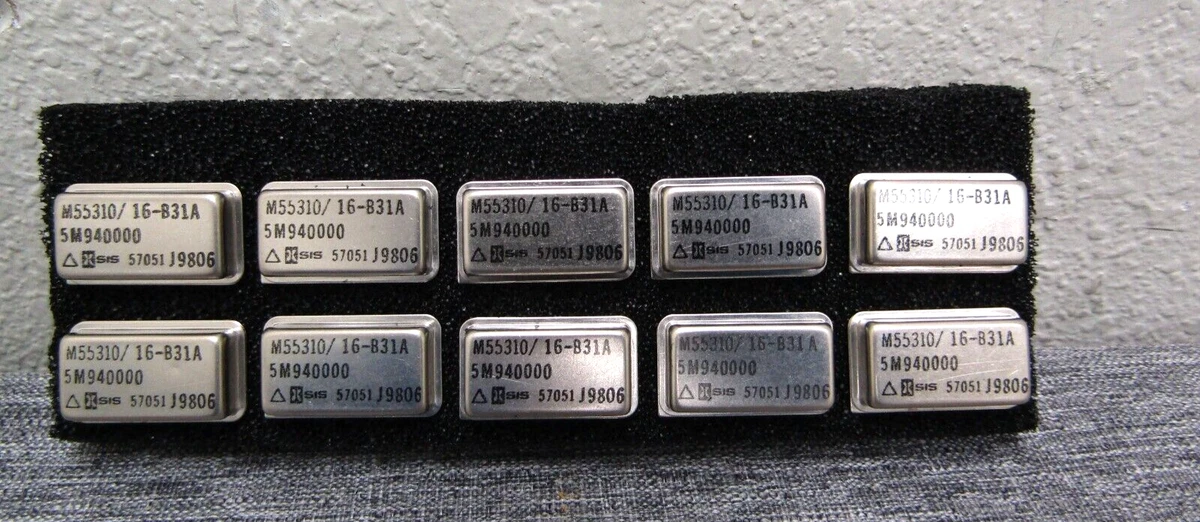 M55310/ 16-B31A
5M940000
△ SIS 57051 J9806
M55310/ 16-B31A
5M940000
△ SIS 57051 J9806
M55310/ 16-B31A
5M940000
△ SIS 57051 J9806
M55310/ 16-B31A
5M940000
△ SIS 57051 J9806
M55310/ 16-B31A
5M940000
△ SIS 57051 J9806
M55310/ 16-B31A
5M940000
△ SIS 57051 J9806
M55310/ 16-B31A
5M940000
△ SIS 57051 J9806
M55310/ 16-B31A
5M940000
△ SIS 57051 J9806
M55310/ 16-B31A
5M940000
△ SIS 57051 J9806
M55310/ 16-B31A
5M940000
△ SIS 57051 J9806